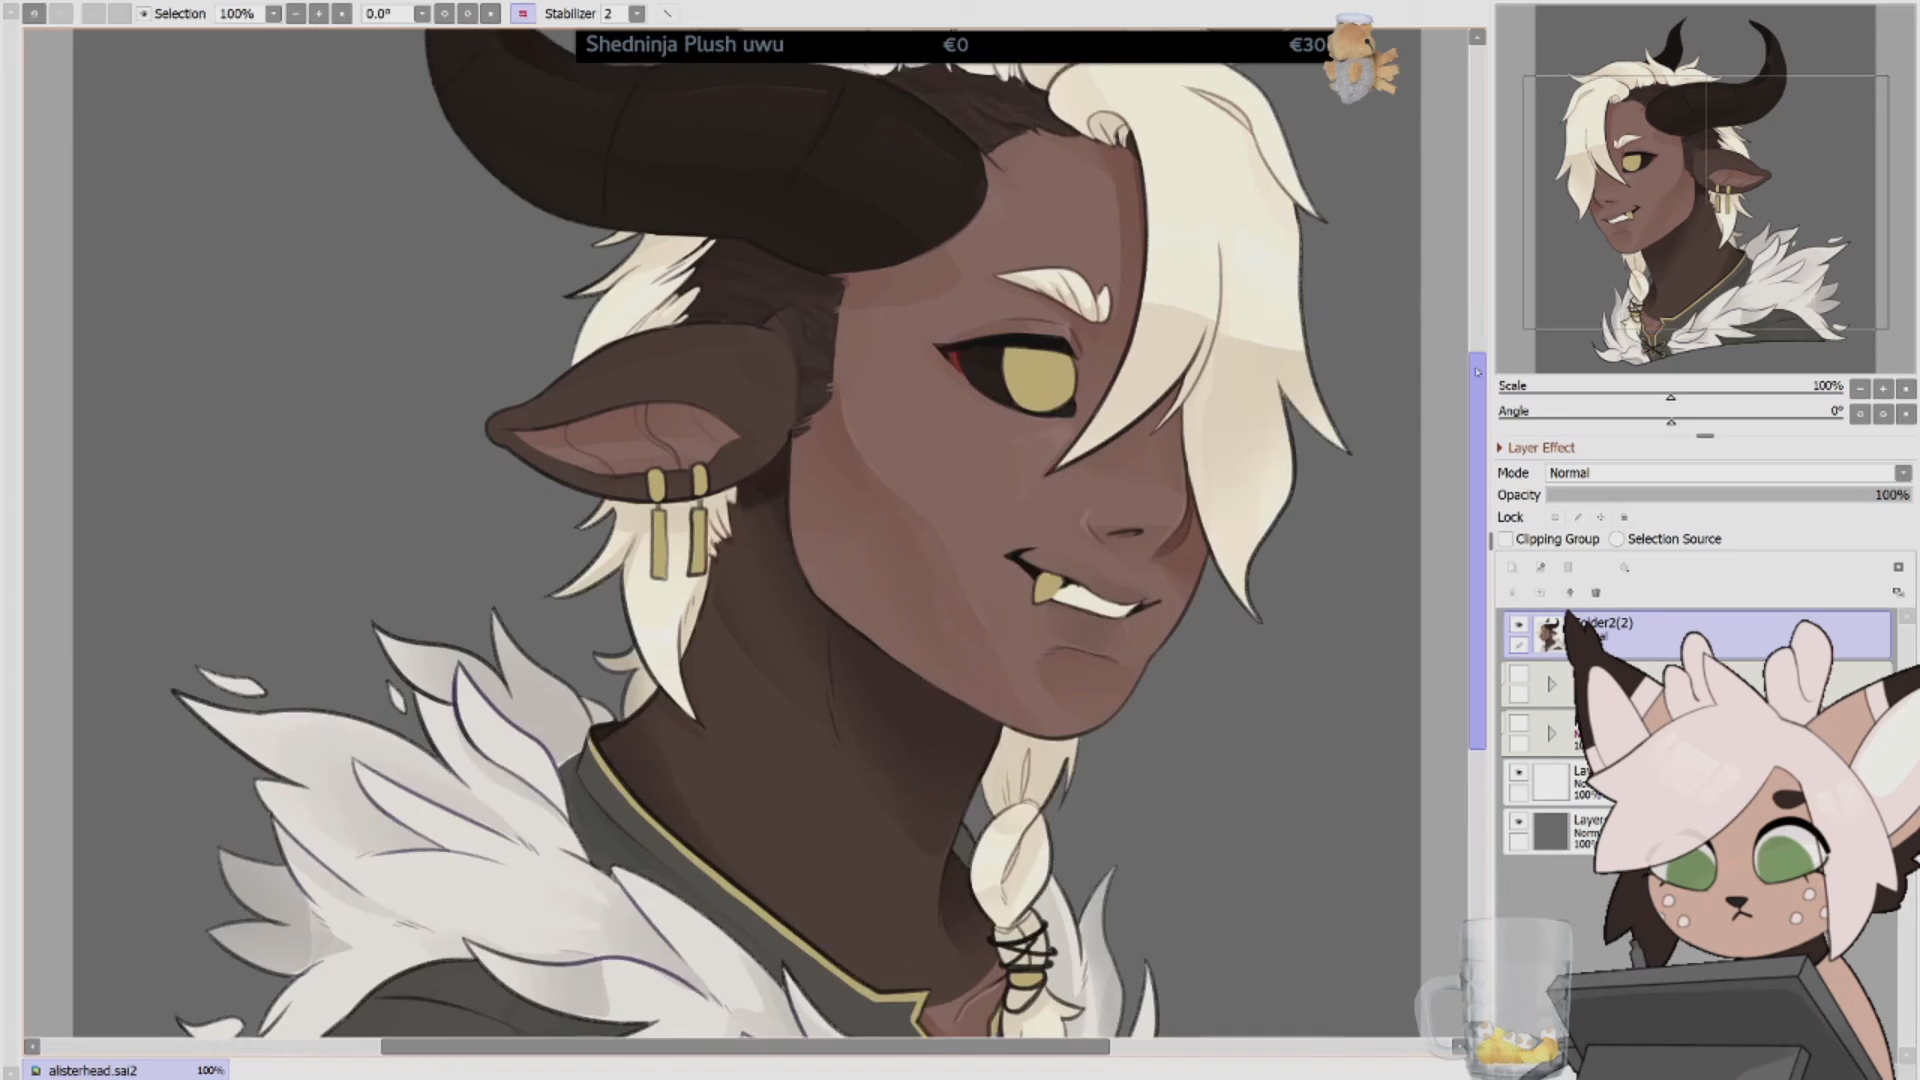 Selection 100% 0.0° Stabilizer 2
Shedninja Plush uwu €0 €30
Scale 100%
Angle 0°
Layer Effect
Mode Normal
Opacity 100%
Lock
Clipping Group Selection Source
100%
100%
alisterhead.sai2 100%